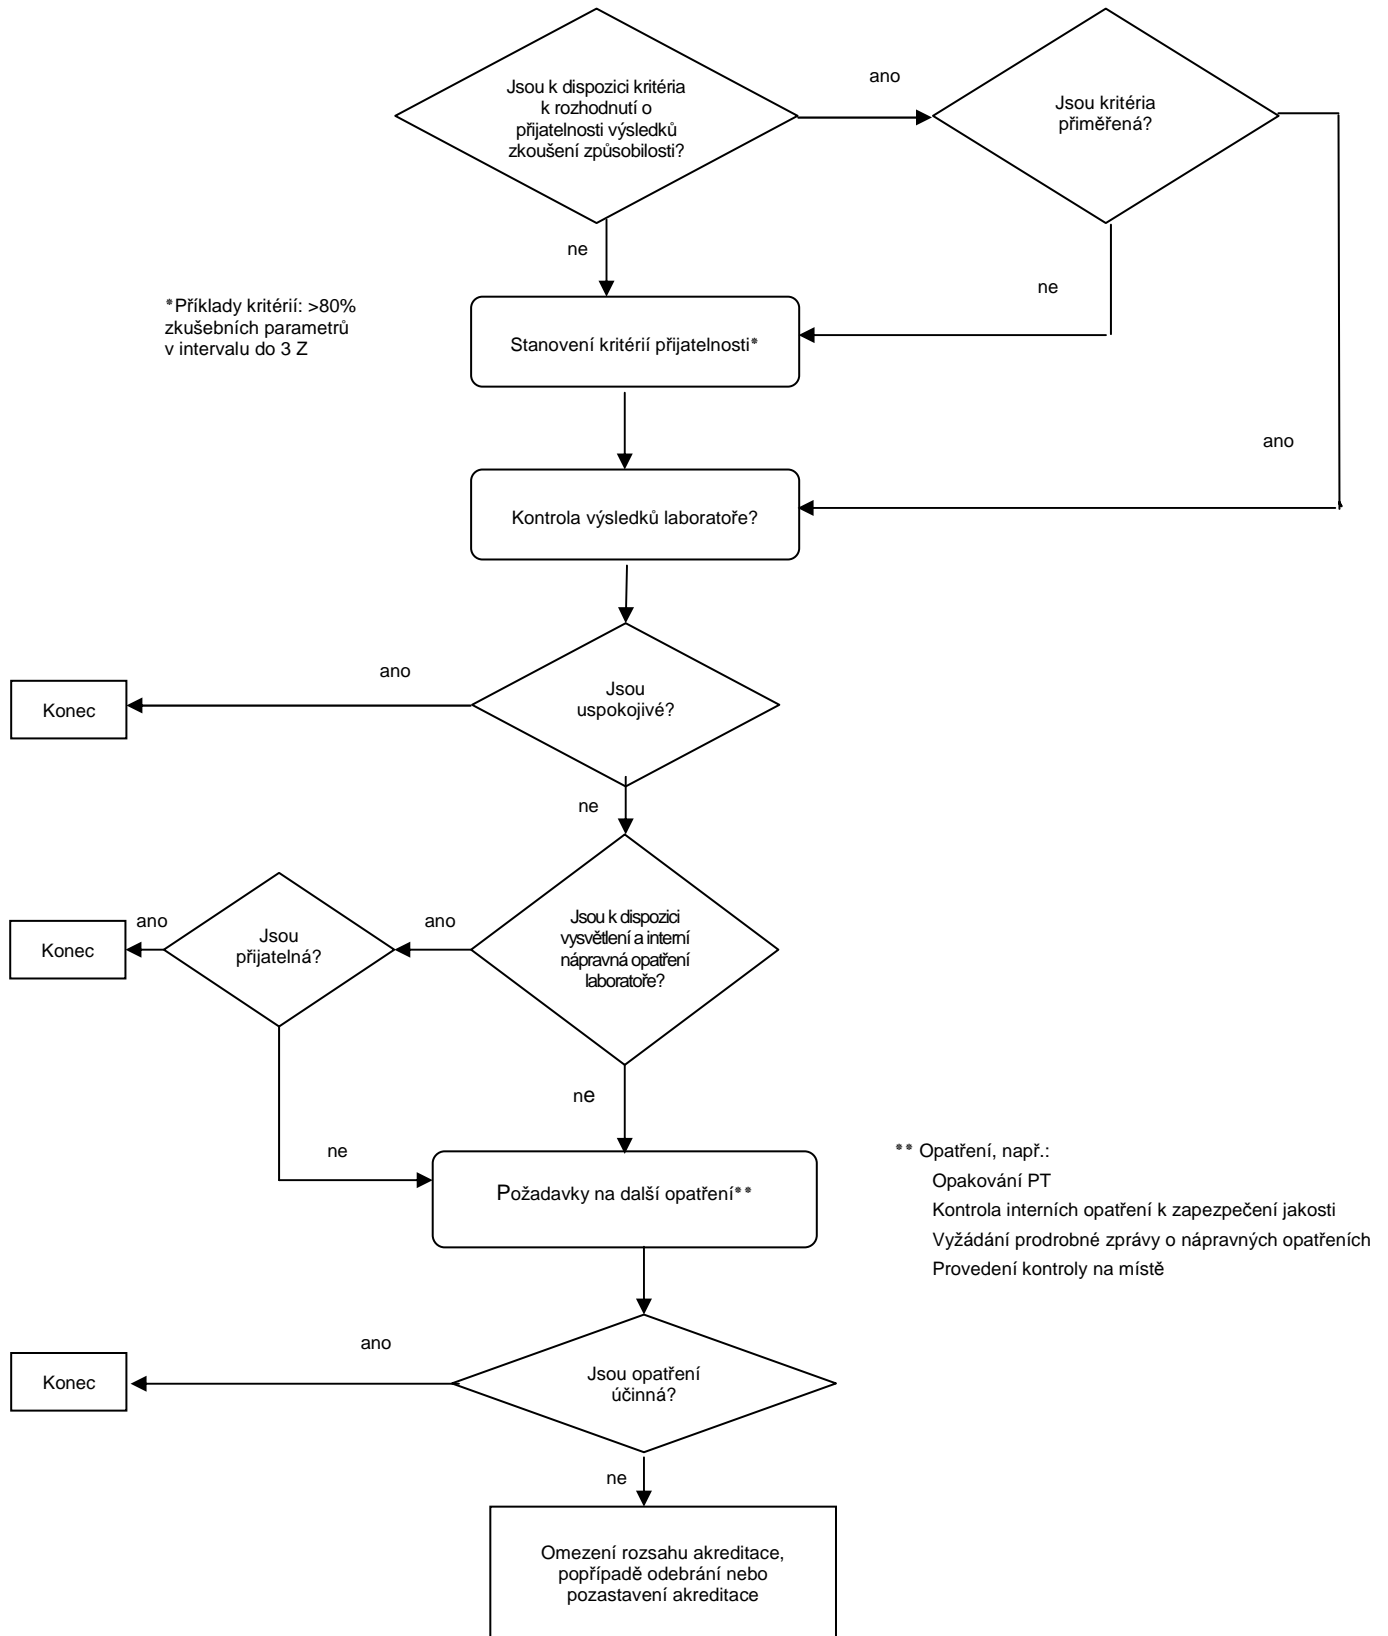 Jsou k dispozici kritéria
k rozhodnutí o
přijatelnosti výsledků
zkoušení způsobilosti?
ano
Jsou kritéria
přiměřená?
ne
ne
*Příklady kritérií: >80%
zkušebních parametrů
v intervalu do 3 Z
Stanovení kritérií přijatelnosti*
ano
Kontrola výsledků laboratoře?
ano
Jsou
uspokojivé?
Konec
ne
ano
Jsou
přijatelná?
ano
Jsou k dispozici
vysvětlení a interní
nápravná opatření
laboratoře?
Konec
ne
ne
Požadavky na další opatření**
** Opatření, např.:
Opakování PT
Kontrola interních opatření k zapezpečení jakosti
Vyžádání prodrobné zprávy o nápravných opatřeních
Provedení kontroly na místě
ano
Jsou opatření
účinná?
Konec
ne
Omezení rozsahu akreditace,
popřípadě odebrání nebo
pozastavení akreditace